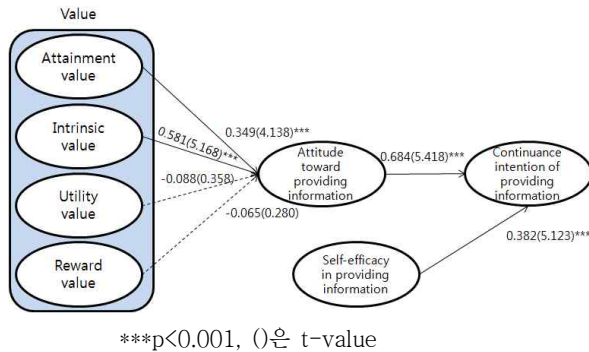 Value
Attainment
value
Intrinsic
value
Utility
value
Reward
value
0.349(4.138)***
0.581(5.168)***
-0.088(0.358)
-0.065(0.280)
Attitude
toward
providing
information
0.684(5.418)***
Continuance
intention of
providing
information
0.382(5.123)***
Self-efficacy
in providing
information
***p<0.001, ()은 t-value